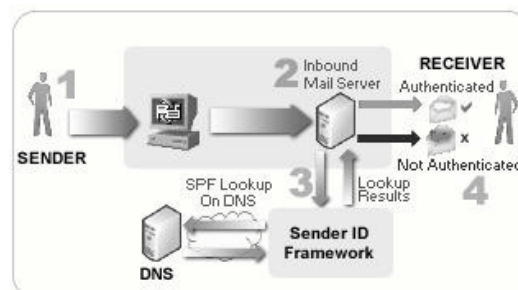 1
SENDER
2 Inbound
Mail Server
RECEIVER
Authenticated
Not Authenticated
4
3
SPF Lookup
On DNS
Lookup
Results
Sender ID
Framework
DNS